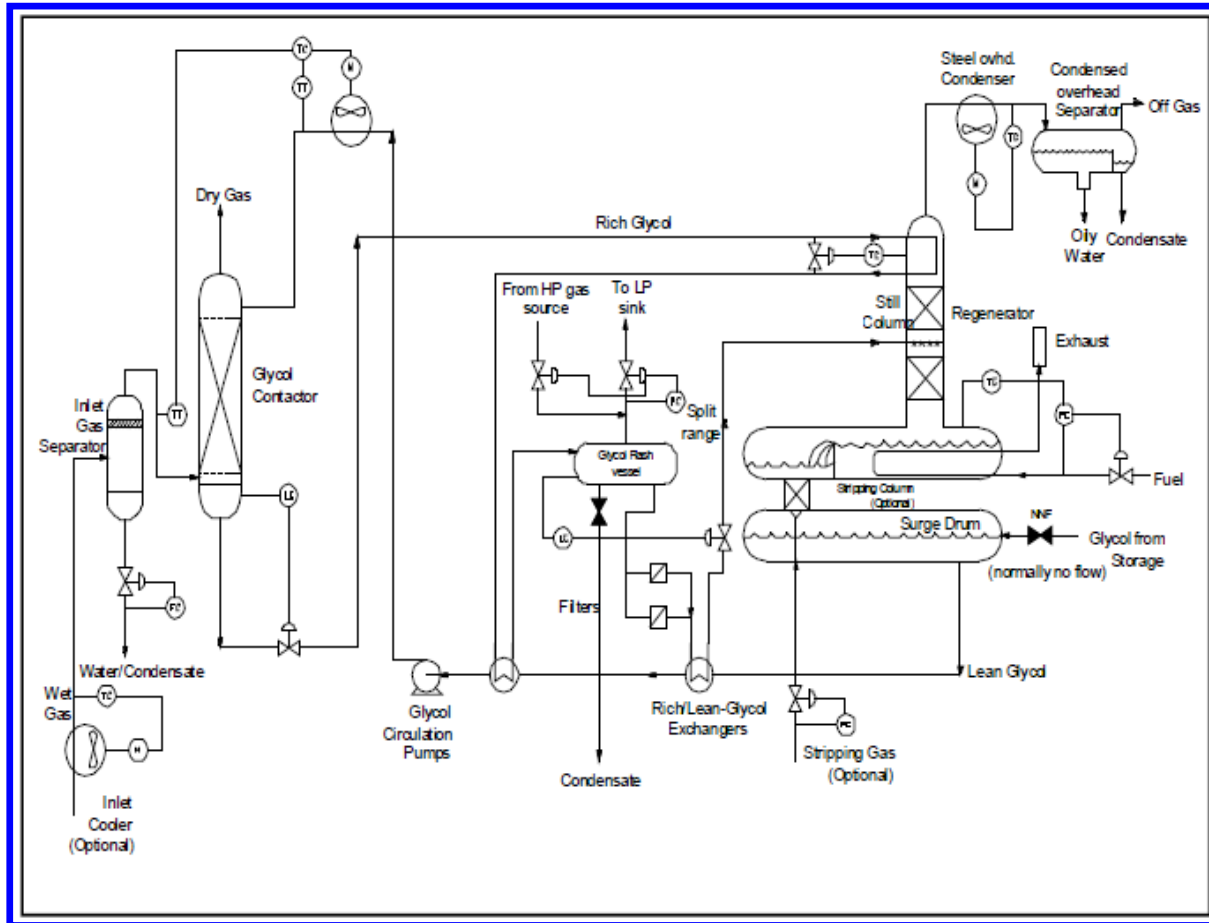 TC
M
TT
Steel ovhd.
Condenser
Condensed
overhead
Separator
Off Gas
TC
M
Dry Gas
Rich Glycol
TC
Oily
Water
Condensate
From HP gas
source
To LP
sink
Still
Column
Regenerator
Exhaust
Glycol
Contactor
Inlet
Gas
Separator
TT
PC
Split
range
TC
FC
Glycol Flash
vessel
Fuel
LC
Stripping Column
(Optional)
LC
Surge Drum
NNF
Glycol from
Storage
(normally no flow)
Filters
Water/Condensate
Lean Glycol
Wet
Gas
TC
M
Glycol
Circulation
Pumps
Rich/Lean-Glycol
Exchangers
FC
Stripping Gas
(Optional)
Condensate
Inlet
Cooler
(Optional)